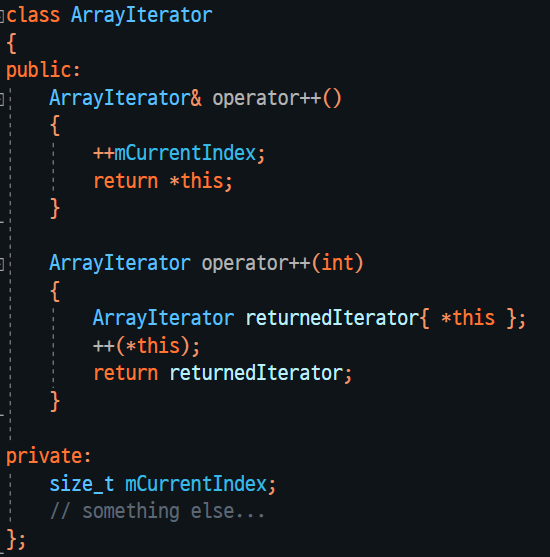 class ArrayIterator
{
public:
    ArrayIterator& operator++()
    {
        ++mCurrentIndex;
        return *this;
    }

    ArrayIterator operator++(int)
    {
        ArrayIterator returnedIterator{ *this };
        ++(*this);
        return returnedIterator;
    }

private:
    size_t mCurrentIndex;
    // something else...
};